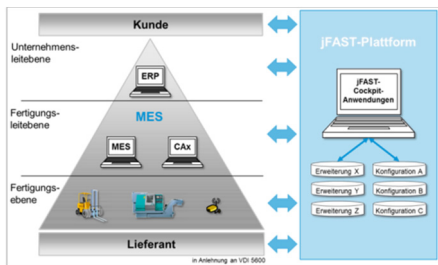 Kunde
Unternehmens-
leitebene
ERP
Fertigungs-
leitebene
MES
MES
CAx
Fertigungs-
ebene
Lieferant
in Anlehnung an VDI 5600
jFAST-Plattform
jFAST-
Cockpit-
Anwendungen
Erweiterung X
Konfiguration A
Erweiterung Y
Konfiguration B
Erweiterung Z
Konfiguration C